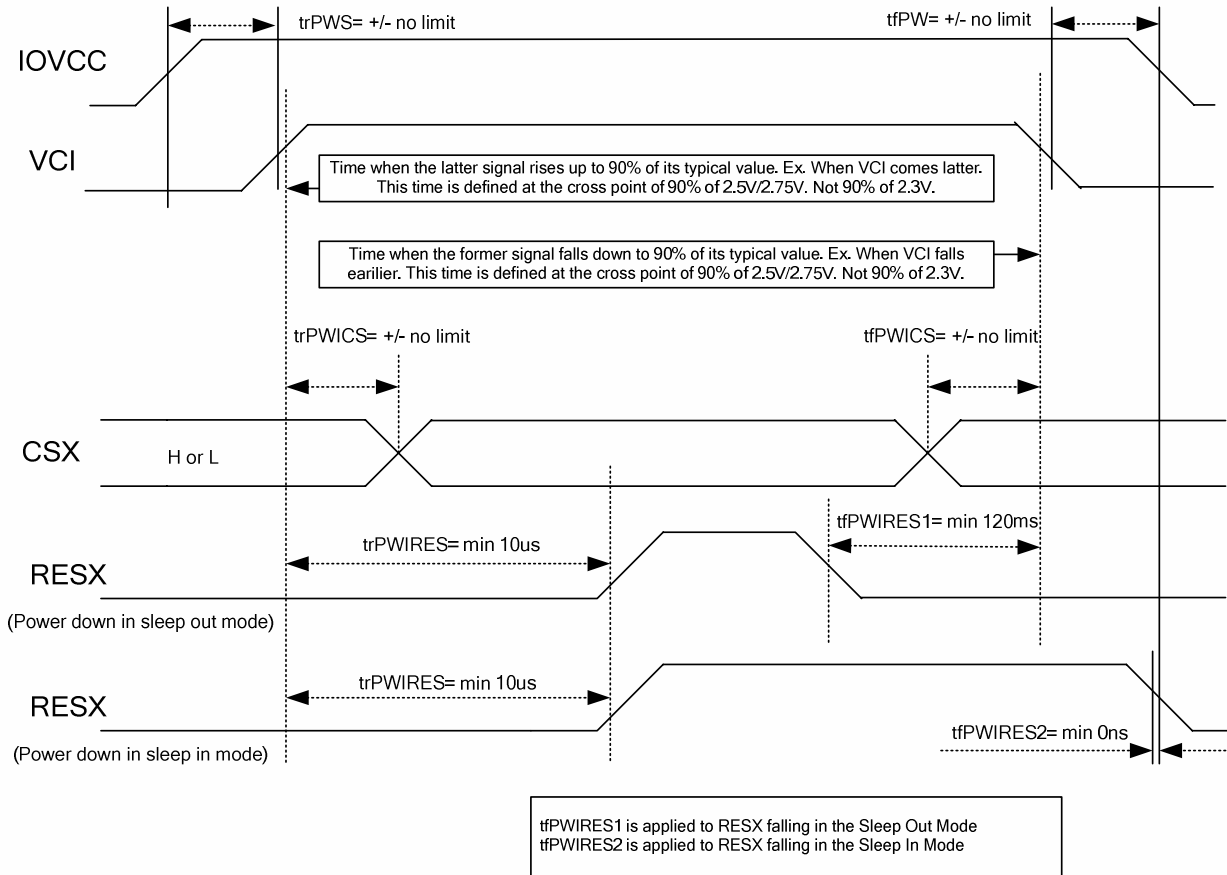 trPWS= +/- no limit
tfPW= +/- no limit
IOVCC
VCI
Time when the latter signal rises up to 90% of its typical value. Ex. When VCI comes latter.
This time is defined at the cross point of 90% of 2.5V/2.75V. Not 90% of 2.3V.
Time when the former signal falls down to 90% of its typical value. Ex. When VCI falls
earilier. This time is defined at the cross point of 90% of 2.5V/2.75V. Not 90% of 2.3V.
trPWICS= +/- no limit
tfPWICS= +/- no limit
CSX
H or L
tfPWIRES1= min 120ms
trPWIRES= min 10us
RESX
(Power down in sleep out mode)
trPWIRES= min 10us
RESX
(Power down in sleep in mode)
tfPWIRES2= min 0ns
tfPWIRES1 is applied to RESX falling in the Sleep Out Mode
tfPWIRES2 is applied to RESX falling in the Sleep In Mode